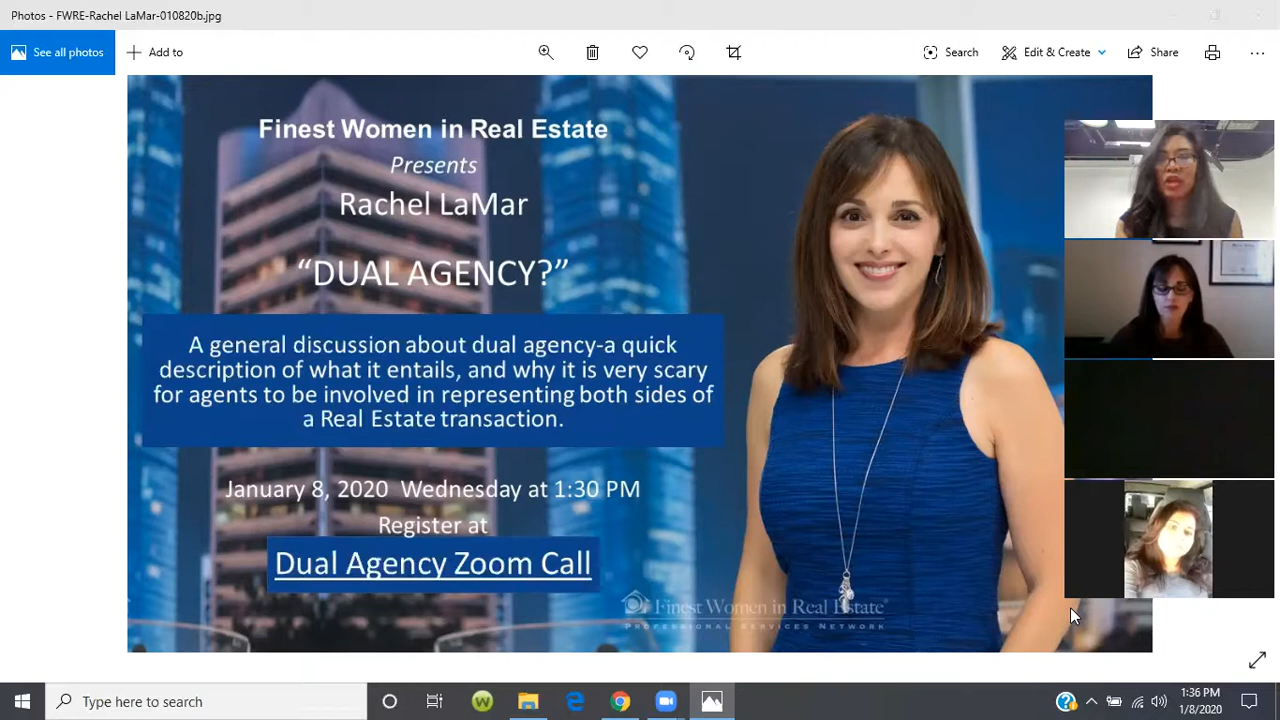 Photos - FWRE-Rachel LaMar-010820b.jpg
See all photos
Add to
Search
Edit & Create
Share
Finest Women in Real Estate
Presents
Rachel LaMar
“DUAL AGENCY?”
A general discussion about dual agency-a quick
description of what it entails, and why it is very scary
for agents to be involved in representing both sides of
a Real Estate transaction.
January 8, 2020  Wednesday at 1:30 PM
Register at
Dual Agency Zoom Call
Finest Women in Real Estate
PROFESSIONAL SERVICES NETWORK
Type here to search
1:36 PM
1/8/2020